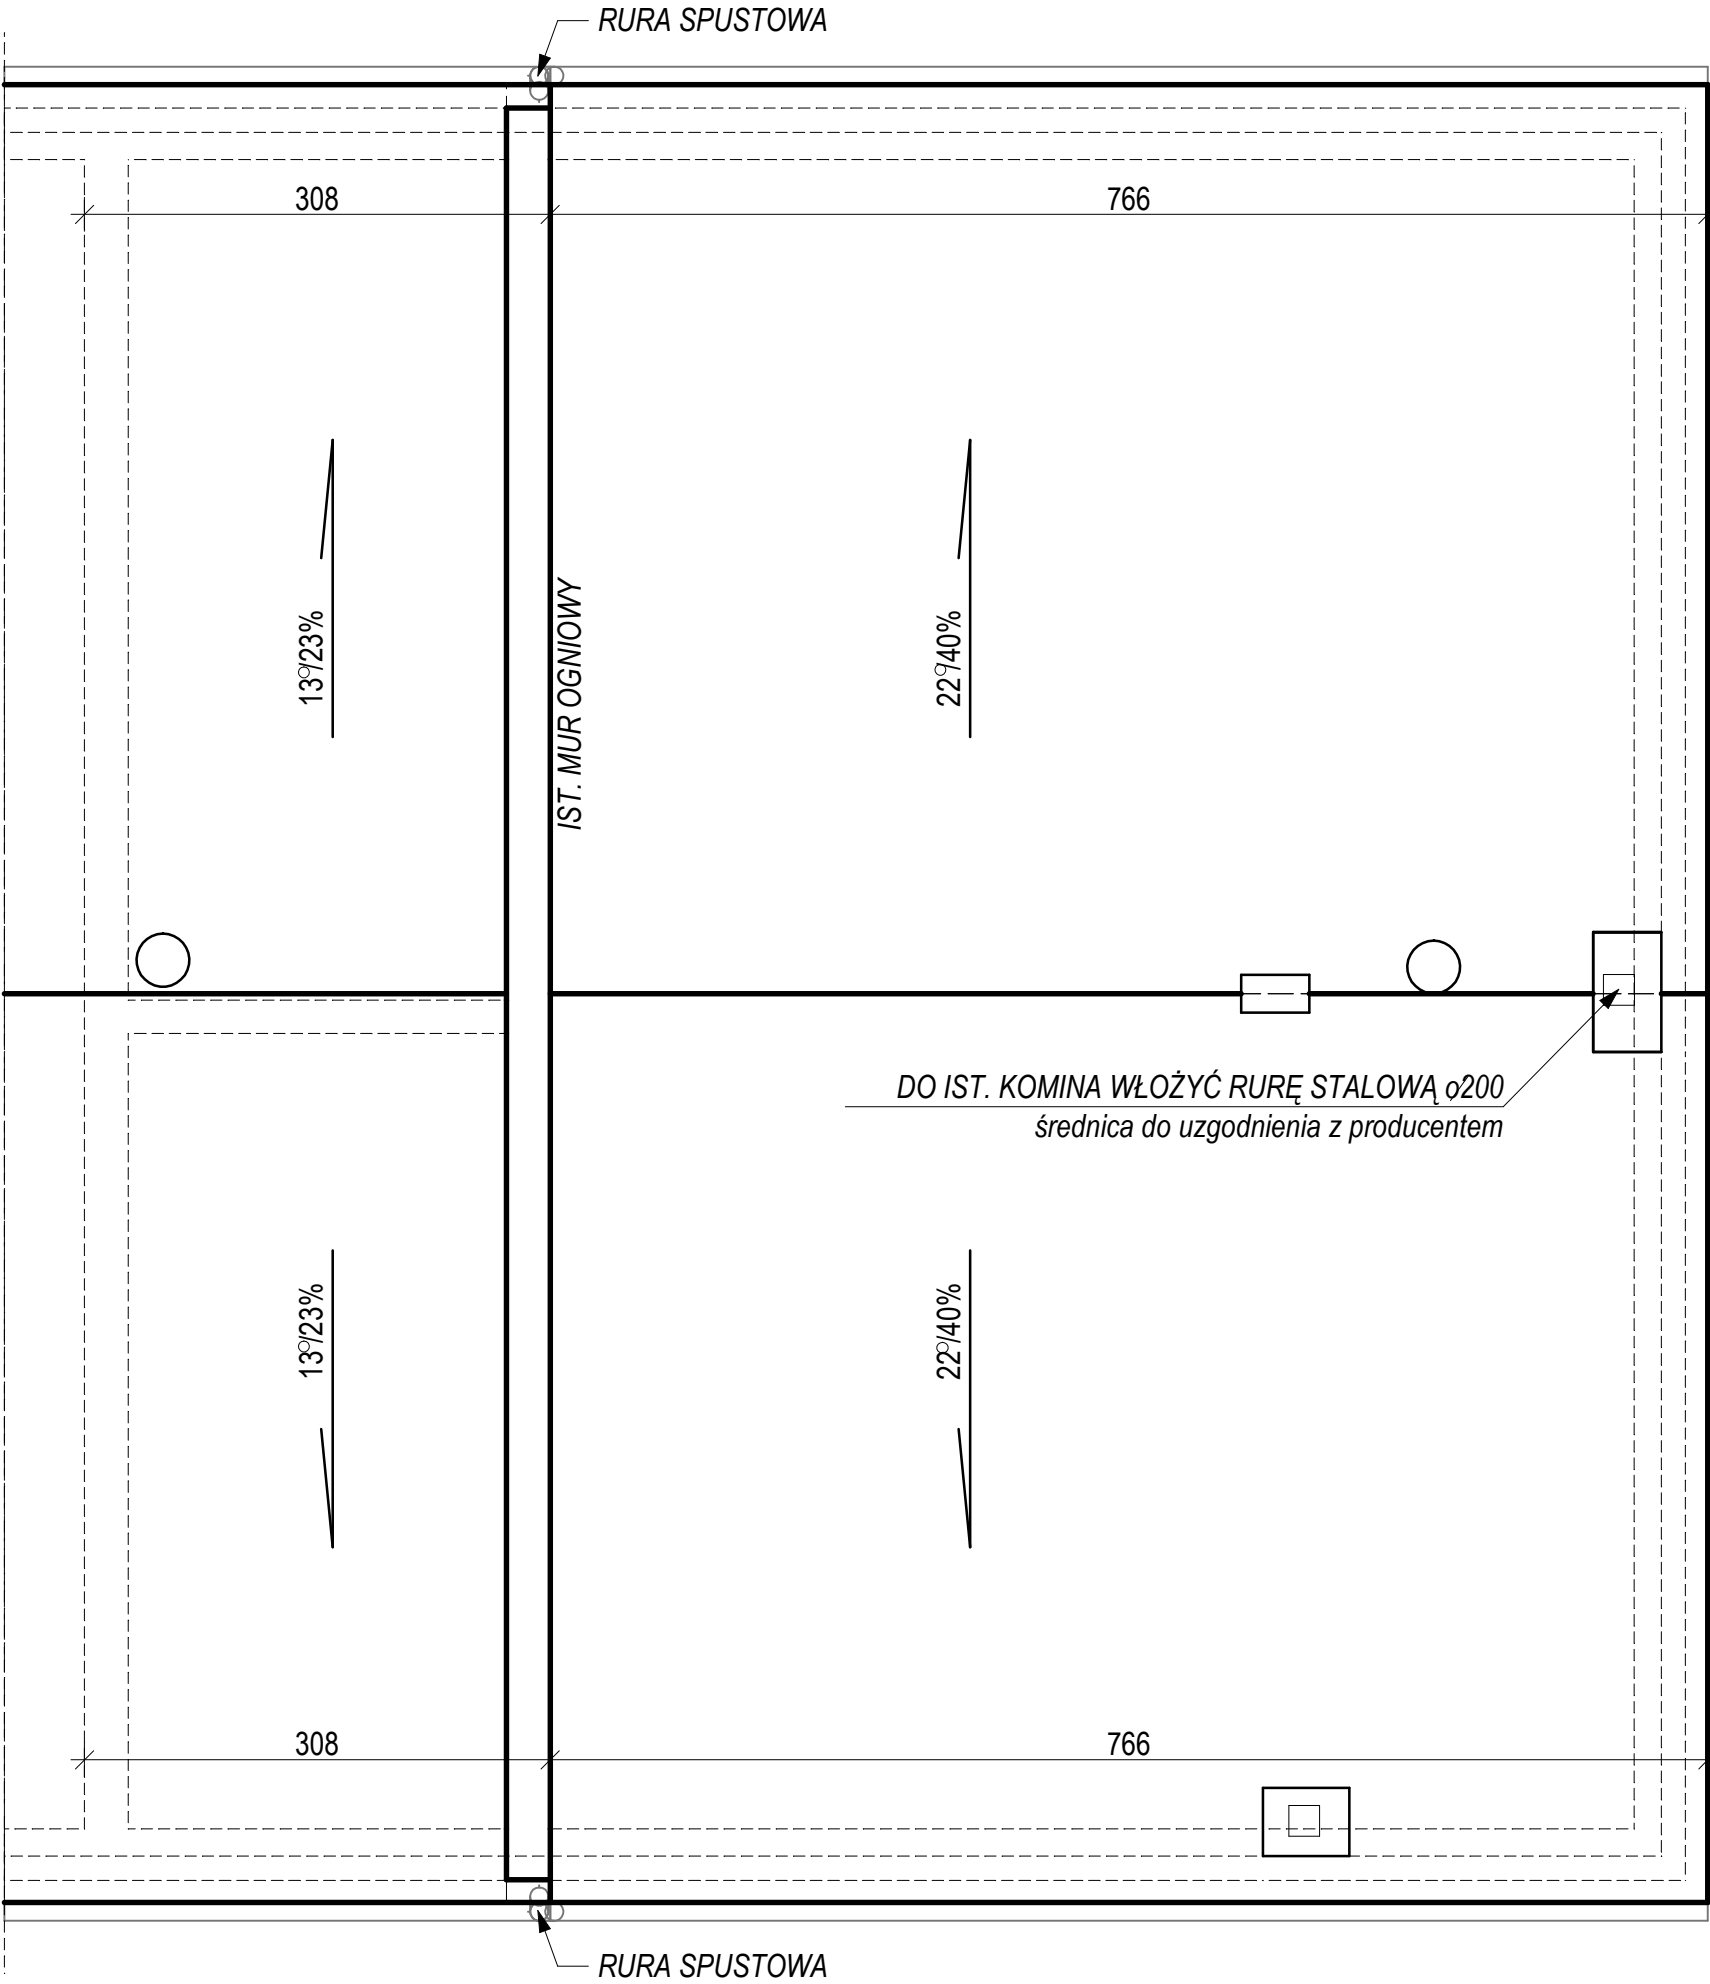 RURA SPUSTOWA
308
766
13°/23%
IST. MUR OGNIOWY
22°/40%
DO IST. KOMINA WŁOŻYĆ RURĘ STALOWĄ ø200
średnica do uzgodnienia z producentem
13°/23%
22°/40%
308
766
RURA SPUSTOWA